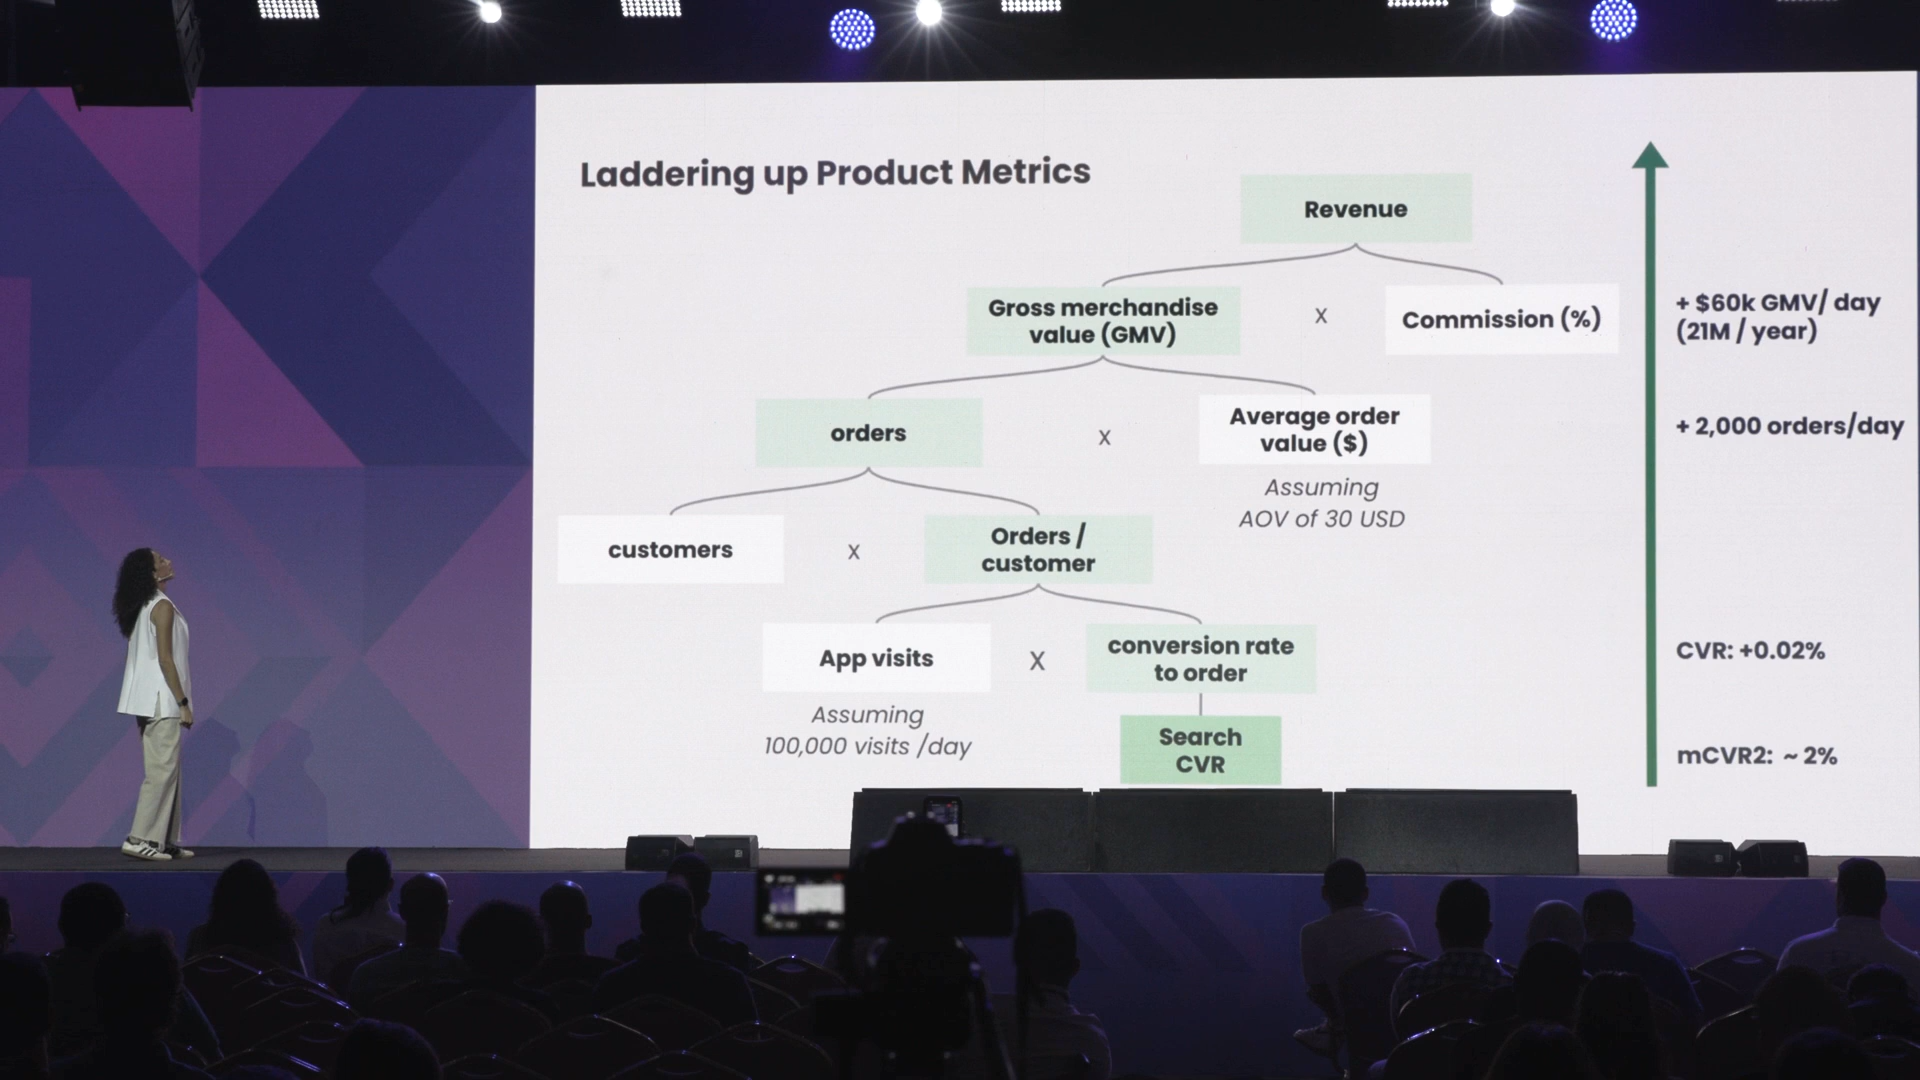 Laddering up Product Metrics
Revenue
Gross merchandise
value (GMV)
x
Commission (%)
+ $60k GMV/ day
(21M / year)
orders
x
Average order
value ($)
+ 2,000 orders/day
Assuming
AOV of 30 USD
customers
x
Orders /
customer
App visits
x
conversion rate
to order
CVR: +0.02%
Assuming
100,000 visits /day
Search
CVR
mCVR2: ~ 2%